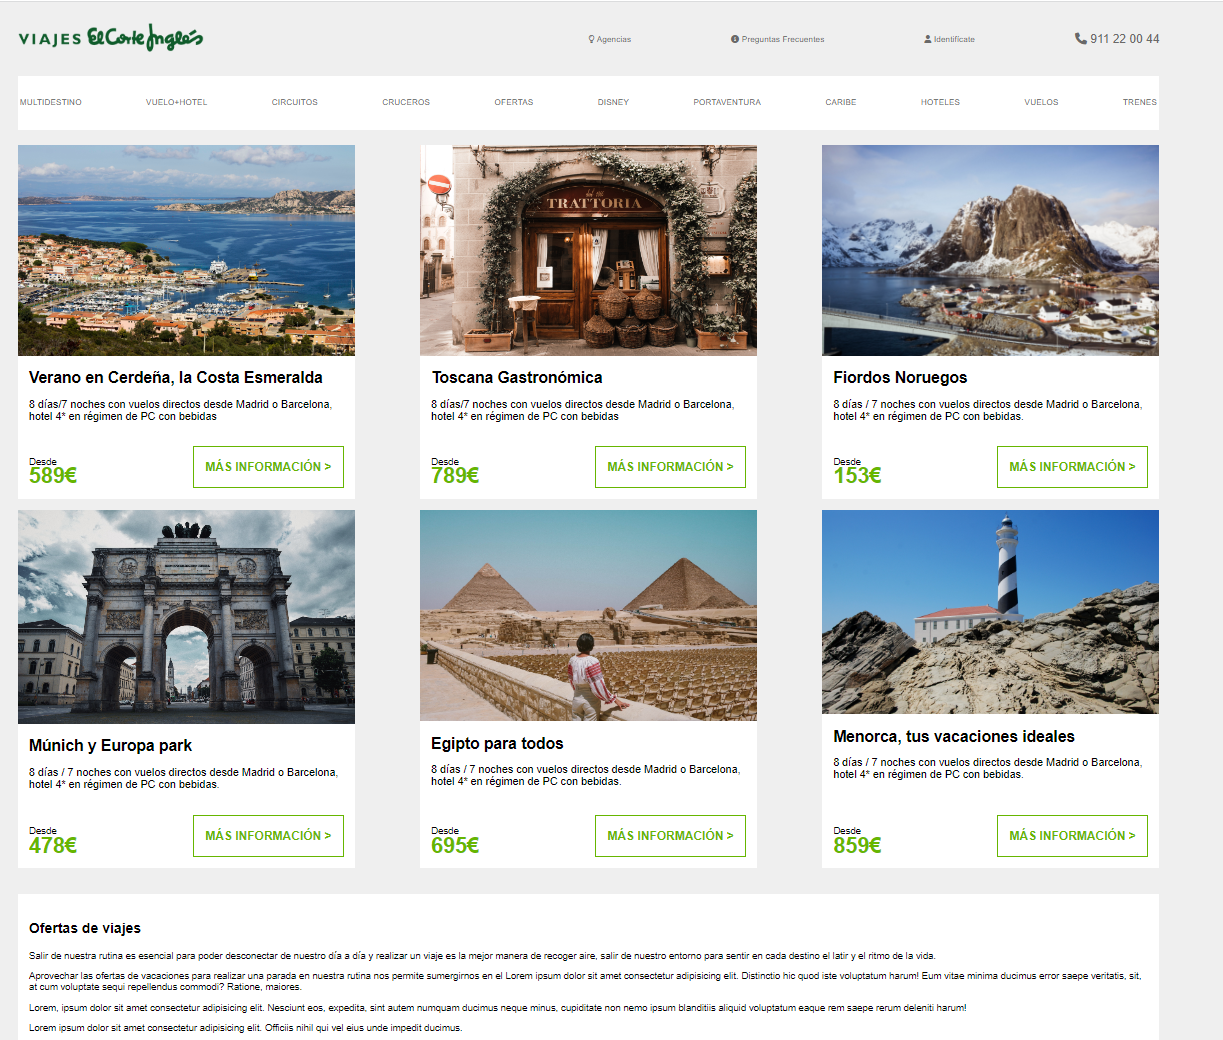 VIAJES El Corte Inglés
Agencias
Preguntas Frecuentes
Identifícate
911 22 00 44
MULTIDESTINO
VUELO+HOTEL
CIRCUITOS
CRUCEROS
OFERTAS
DISNEY
PORTAVENTURA
CARIBE
HOTELES
VUELOS
TRENES
TRATTORIA
Verano en Cerdeña, la Costa Esmeralda
8 días/7 noches con vuelos directos desde Madrid o Barcelona,
hotel 4* en régimen de PC con bebidas
Desde
589€
MÁS INFORMACIÓN >
Toscana Gastronómica
8 días/7 noches con vuelos directos desde Madrid o Barcelona,
hotel 4* en régimen de PC con bebidas
Desde
789€
MÁS INFORMACIÓN >
Fiordos Noruegos
8 días / 7 noches con vuelos directos desde Madrid o Barcelona,
hotel 4* en régimen de PC con bebidas.
Desde
153€
MÁS INFORMACIÓN >
Múnich y Europa park
8 días / 7 noches con vuelos directos desde Madrid o Barcelona,
hotel 4* en régimen de PC con bebidas.
Desde
478€
MÁS INFORMACIÓN >
Egipto para todos
8 días / 7 noches con vuelos directos desde Madrid o Barcelona,
hotel 4* en régimen de PC con bebidas.
Desde
695€
MÁS INFORMACIÓN >
Menorca, tus vacaciones ideales
8 días / 7 noches con vuelos directos desde Madrid o Barcelona,
hotel 4* en régimen de PC con bebidas.
Desde
859€
MÁS INFORMACIÓN >
Ofertas de viajes
Salir de nuestra rutina es esencial para poder desconectar de nuestro día a día y realizar un viaje es la mejor manera de recoger aire, salir de nuestro entorno para sentir en cada destino el latir y el ritmo de la vida.
Aprovechar las ofertas de vacaciones para realizar una parada en nuestra rutina nos permite sumergirnos en el Lorem ipsum dolor sit amet consectetur adipisicing elit. Distinctio hic quod iste voluptatum harum! Eum vitae minima ducimus error saepe veritatis, sit,
at cum voluptate sequi repellendus commodi? Ratione, maiores.
Lorem, ipsum dolor sit amet consectetur adipisicing elit. Nesciunt eos, expedita, sint autem numquam ducimus neque minus, cupiditate non nemo ipsum blanditiis aliquid voluptatum eaque rem saepe rerum deleniti harum!
Lorem ipsum dolor sit amet consectetur adipisicing elit. Officiis nihil qui vel eius unde impedit ducimus.